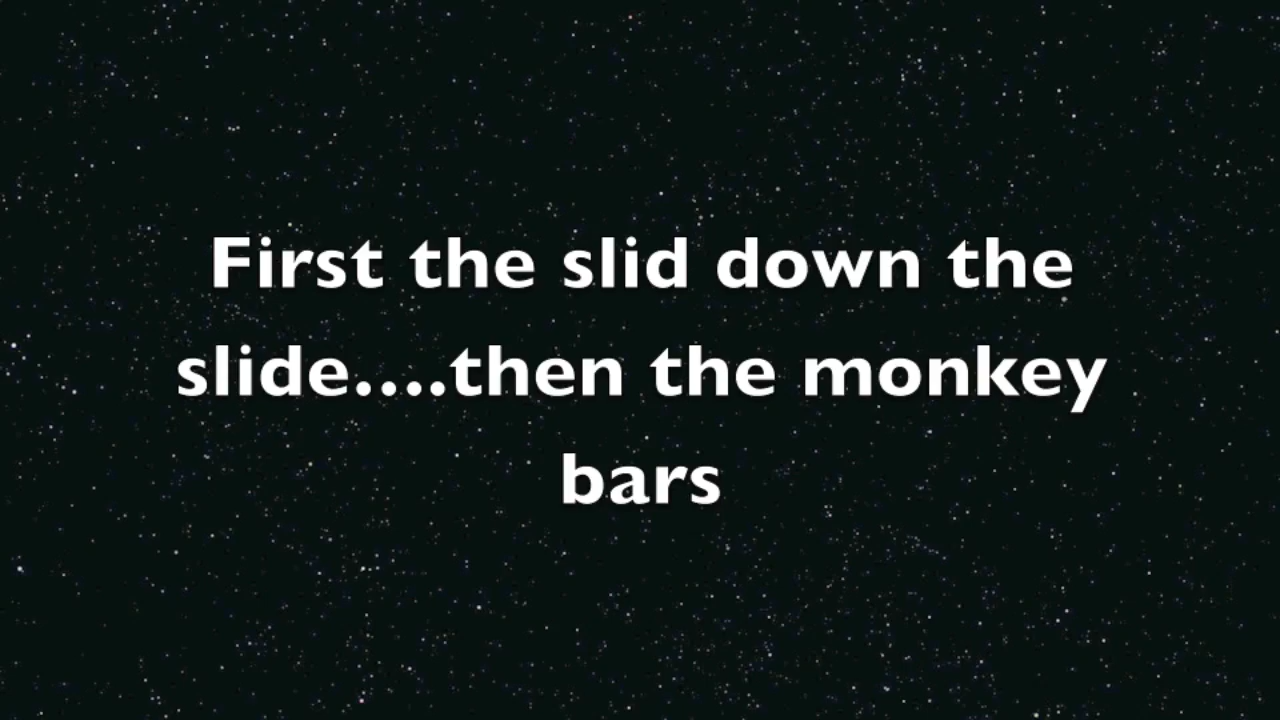 First the slid down the
slide....then the monkey
bars